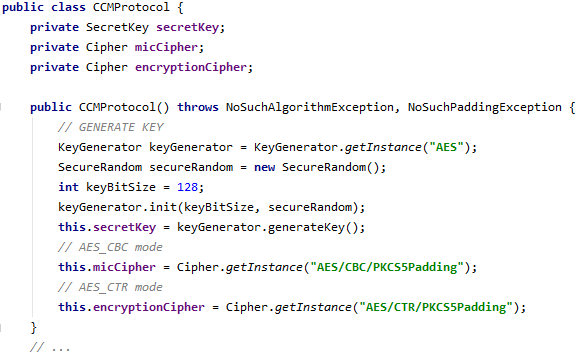 public class CCMProtocol {
    private SecretKey secretKey;
    private Cipher micCipher;
    private Cipher encryptionCipher;
    public CCMProtocol() throws NoSuchAlgorithmException, NoSuchPaddingException {
        // GENERATE KEY
        KeyGenerator keyGenerator = KeyGenerator.getInstance("AES");
        SecureRandom secureRandom = new SecureRandom();
        int keyBitSize = 128;
        keyGenerator.init(keyBitSize, secureRandom);
        this.secretKey = keyGenerator.generateKey();
        // AES_CBC mode
        this.micCipher = Cipher.getInstance("AES/CBC/PKCS5Padding");
        // AES_CTR mode
        this.encryptionCipher = Cipher.getInstance("AES/CTR/PKCS5Padding");
    }
    // ...